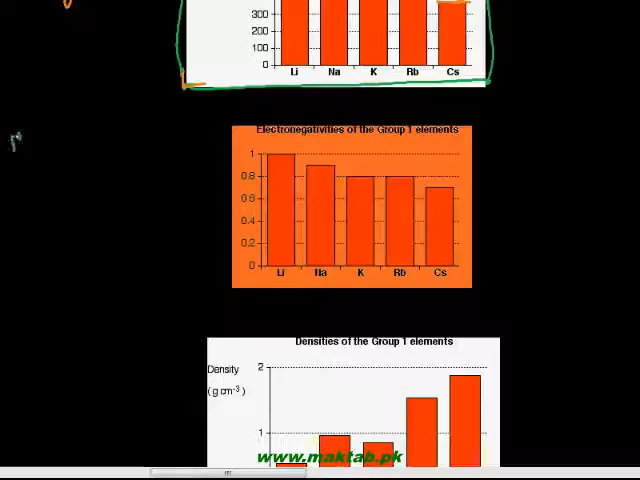 300
200
100
0
Li Na K Rb Cs
Electronegativities of the Group 1 elements
1
0.8
0.6
0.4
0.2
0
Li Na K Rb Cs
Densities of the Group 1 elements
Density
(g cm-3)
2
1
www.maktab.pk